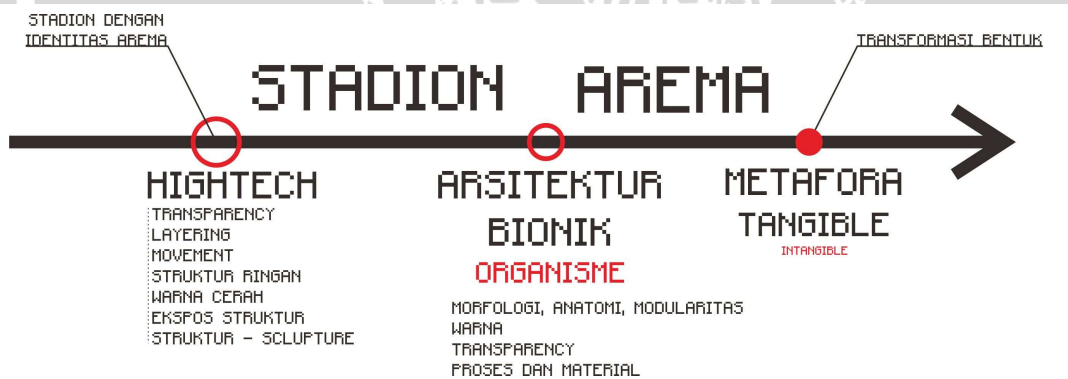 STADION DENGAN
IDENTITAS AREMA
TRANSFORMASI BENTUK
STADION AREMA
HIGHTECH
TRANSPARENCY
LAYERING
MOVEMENT
STRUKTUR RINGAN
WARNA CERAH
EKSPOS STRUKTUR
STRUKTUR - SCLUPTURE
ARSITEKTUR
BIONIK
ORGANISME
MORFOLOGI, ANATOMI, MODULARITAS
WARNA
TRANSPARENCY
PROSES DAN MATERIAL
METAFORA
TANGIBLE
INTANGIBLE